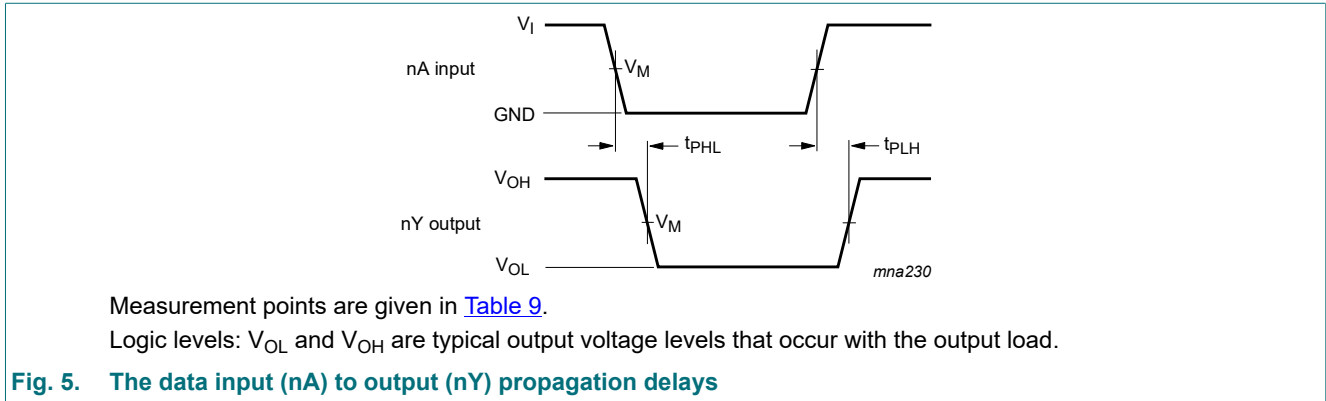 V_I
nA input
V_M
GND
t_PHL
t_PLH
V_OH
nY output
V_M
V_OL
mna230
Measurement points are given in Table 9.
Logic levels: V_OL and V_OH are typical output voltage levels that occur with the output load.
Fig. 5. The data input (nA) to output (nY) propagation delays